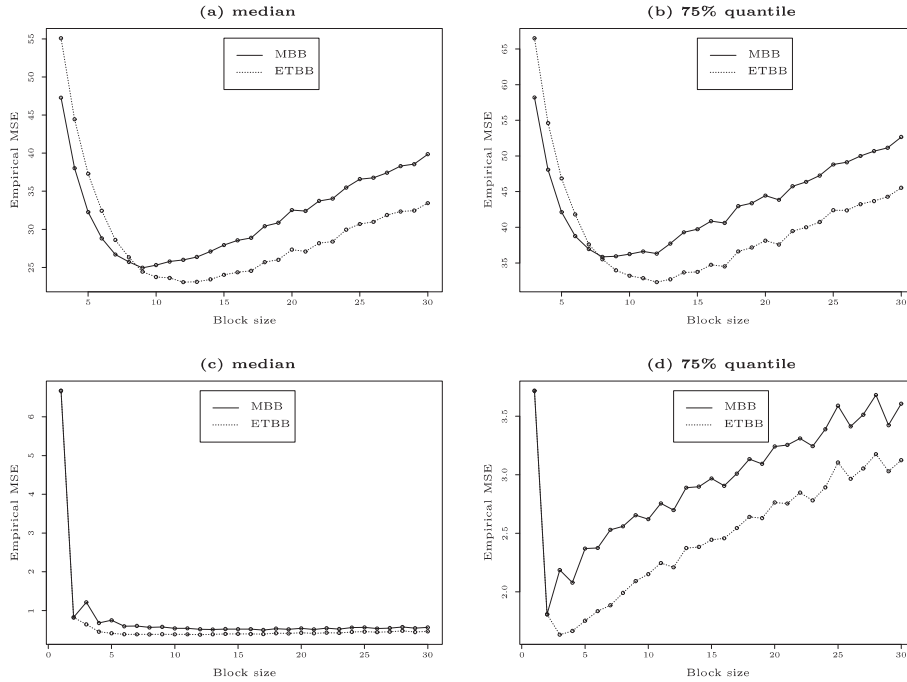 (a) median
MBB
ETBB
Empirical MSE
25 30 35 40 45 50 55
5 10 15 20 25 30
Block size
(b) 75% quantile
MBB
ETBB
Empirical MSE
35 45 55 65
5 10 15 20 25 30
Block size
(c) median
MBB
ETBB
Empirical MSE
1 2 3 4 5 6
0 5 10 15 20 25 30
Block size
(d) 75% quantile
MBB
ETBB
Empirical MSE
2.0 2.5 3.0 3.5
0 5 10 15 20 25 30
Block size